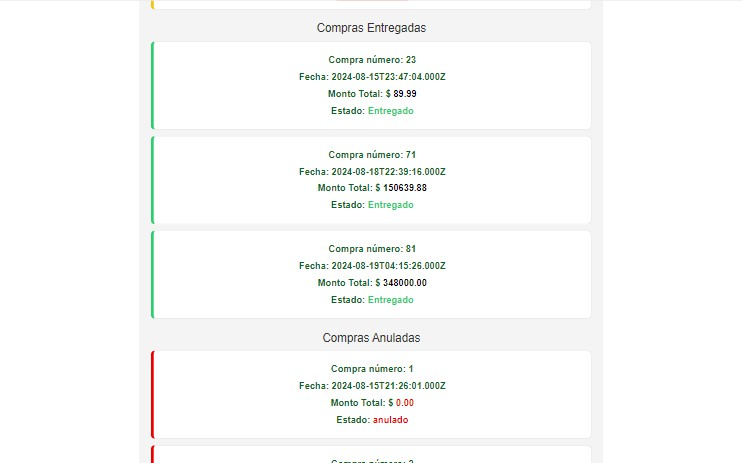 Compras Entregadas
Compra número: 23
Fecha: 2024-08-15T23:47:04.000Z
Monto Total: $ 89.99
Estado: Entregado
Compra número: 71
Fecha: 2024-08-18T22:39:16.000Z
Monto Total: $ 150639.88
Estado: Entregado
Compra número: 81
Fecha: 2024-08-19T04:15:26.000Z
Monto Total: $ 348000.00
Estado: Entregado
Compras Anuladas
Compra número: 1
Fecha: 2024-08-15T21:26:01.000Z
Monto Total: $ 0.00
Estado: anulado
Compra número: